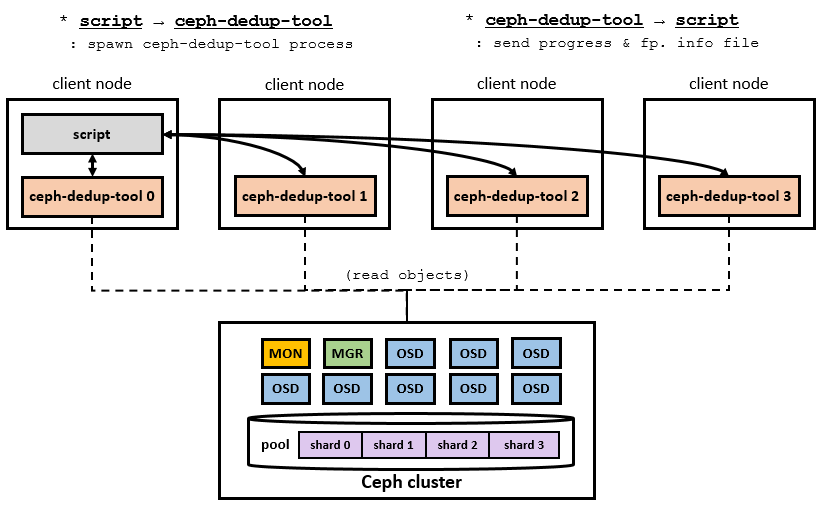 * script → ceph-dedup-tool
: spawn ceph-dedup-tool process
* ceph-dedup-tool → script
: send progress & fp. info file
client node
client node
client node
client node
script
ceph-dedup-tool 0
ceph-dedup-tool 1
ceph-dedup-tool 2
ceph-dedup-tool 3
(read objects)
MON MGR OSD OSD OSD
OSD OSD OSD OSD OSD
pool shard 0 shard 1 shard 2 shard 3
Ceph cluster